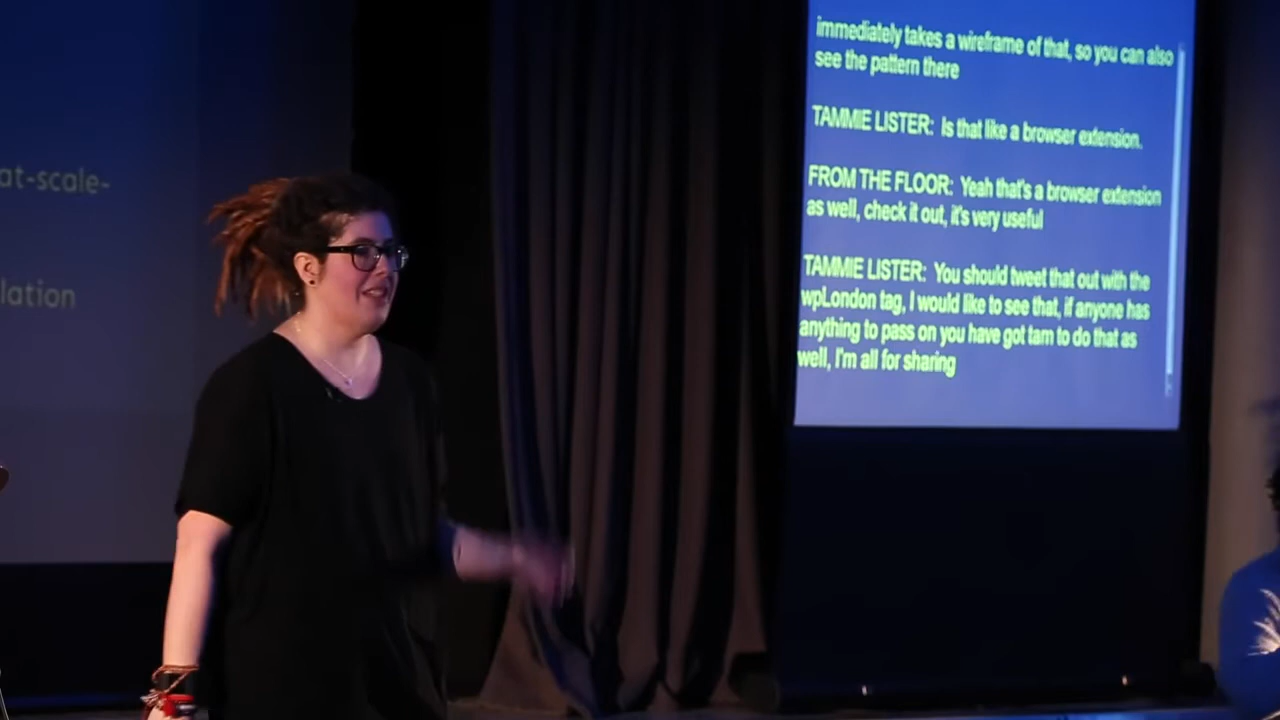 at-scale-
lation
immediately takes a wireframe of that, so you can also
see the pattern there
TAMMIE LISTER: Is that like a browser extension.
FROM THE FLOOR: Yeah that's a browser extension
as well, check it out, it's very useful
TAMMIE LISTER: You should tweet that out with the
wpLondon tag, I would like to see that, if anyone has
anything to pass on you have got tam to do that as
well, I'm all for sharing